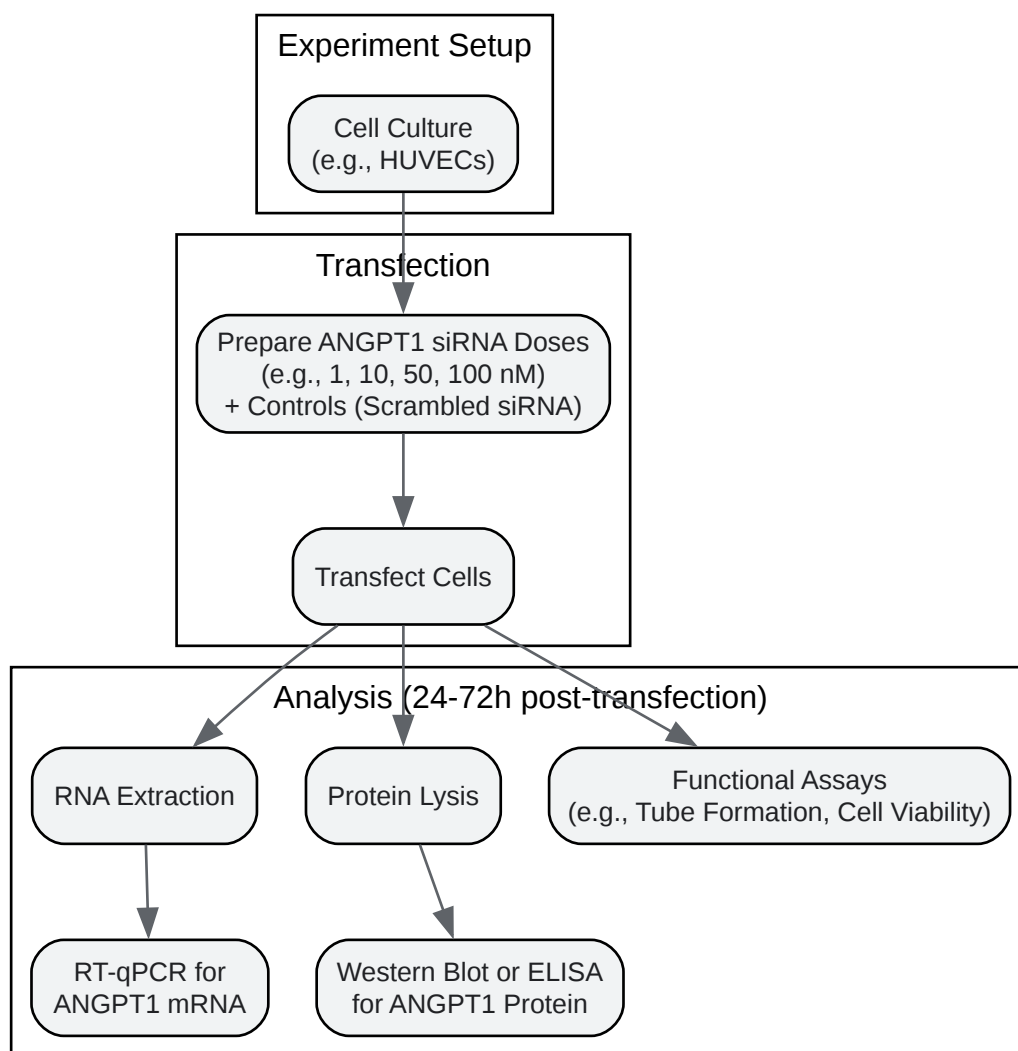 Experiment Setup
Cell Culture
(e.g., HUVECs)
Transfection
Prepare ANGPT1 siRNA Doses
(e.g., 1, 10, 50, 100 nM)
+ Controls (Scrambled siRNA)
Transfect Cells
Analysis (24-72h post-transfection)
RNA Extraction
Protein Lysis
Functional Assays
(e.g., Tube Formation, Cell Viability)
RT-qPCR for
ANGPT1 mRNA
Western Blot or ELISA
for ANGPT1 Protein